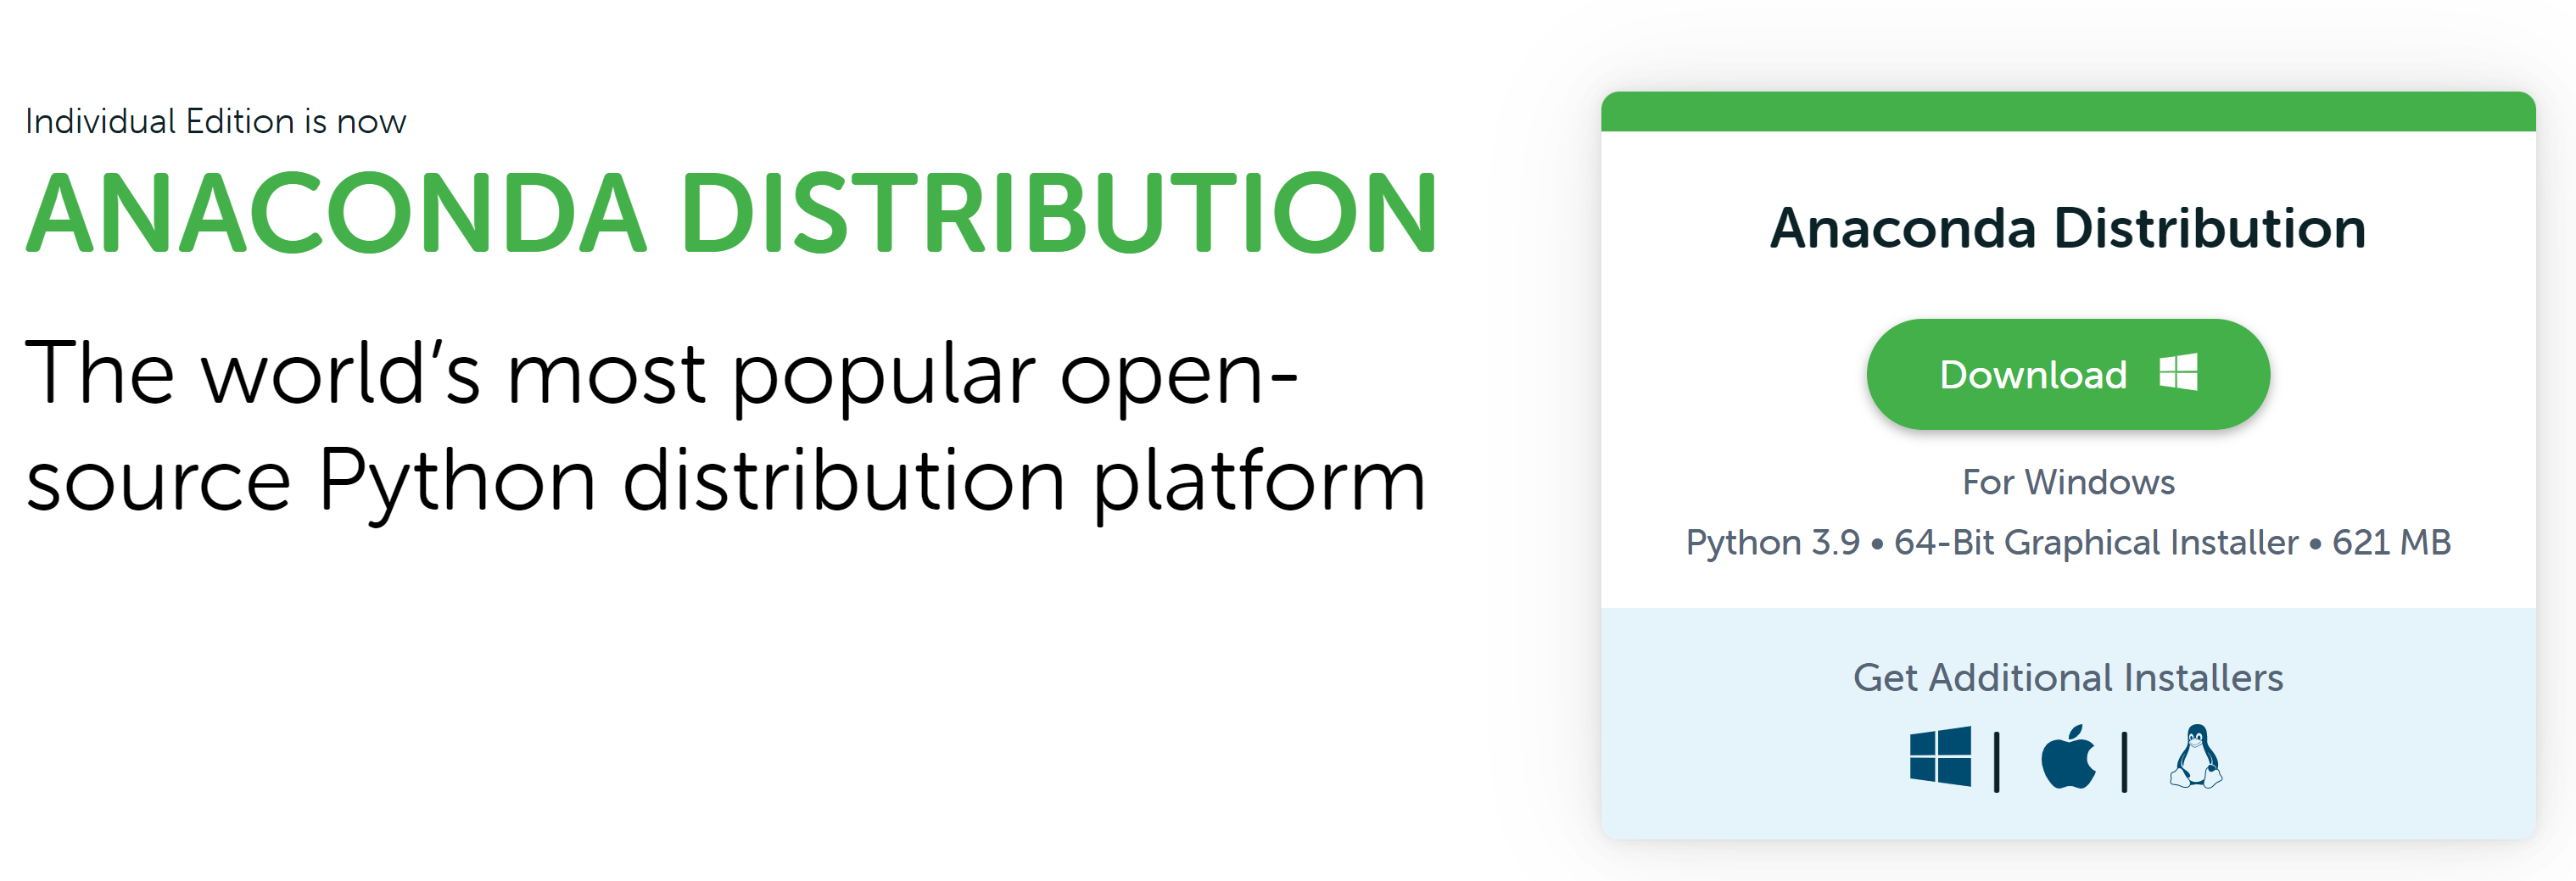 Individual Edition is now
ANACONDA DISTRIBUTION
The world’s most popular open-
source Python distribution platform
Anaconda Distribution
Download
For Windows
Python 3.9 • 64-Bit Graphical Installer • 621 MB
Get Additional Installers